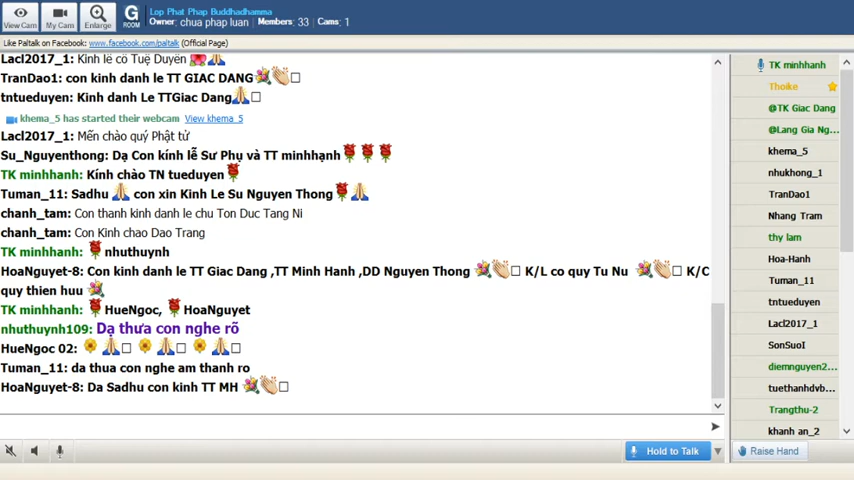 Lop Phat Phap Buddhadhamma
Owner: chua phap luan  Members: 33  Cams: 1
View Cam
My Cam
Enlarge
G
ROOM
Like Paltalk on Facebook: www.facebook.com/paltalk (Official Page)
Lacl2017_1: Kính lễ cô Tuệ Duyên
TranDao1: con kinh danh le TT GIAC DANG
tntueduyen: Kinh danh Le TTGiac Dang
khema_5 has started their webcam View khema_5
Lacl2017_1: Mến chào quý Phật tử
Su_Nguyenthong: Dạ Con kính lễ Sư Phụ và TT minhhạnh
TK minhhanh: Kính chào TN tueduyen
Tuman_11: Sadhu con xin Kinh Le Su Nguyen Thong
chanh_tam: Con thanh kinh danh le chu Ton Duc Tang Ni
chanh_tam: Con Kinh chao Dao Trang
TK minhhanh: nhuthuynh
HoaNguyet-8: Con kinh danh le TT Giac Dang ,TT Minh Hanh ,DD Nguyen Thong K/L co quy Tu Nu K/C
quy thien huu
TK minhhanh: HueNgoc, HoaNguyet
nhuthuynh109: Dạ thưa con nghe rõ
HueNgoc 02:
Tuman_11: da thua con nghe am thanh ro
HoaNguyet-8: Da Sadhu con kinh TT MH
Hold to Talk
Raise Hand
TK minhhanh
Thoike
@TK Giac Dang
@Lang Gia Ng...
khema_5
nhukhong_1
TranDao1
Nhang Tram
thy lam
Hoa-Hanh
Tuman_11
tntueduyen
Lacl2017_1
SonSuoI
diemnguyen2...
tuethanhdvb...
Trangthu-2
khanh an_2